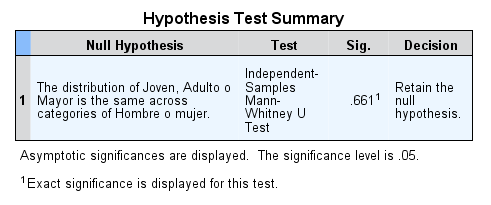 Hypothesis Test Summary
Null Hypothesis Test Sig. Decision
1 The distribution of Joven, Adulto o Mayor is the same across categories of Hombre o mujer. Independent-Samples Mann-Whitney U Test .661¹ Retain the null hypothesis.
Asymptotic significances are displayed. The significance level is .05.
¹Exact significance is displayed for this test.